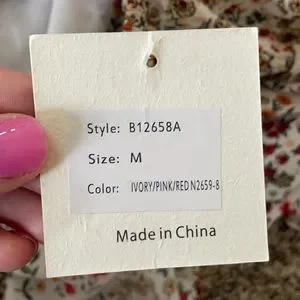 Style: B12658A
Size: M
Color: IVORY/PINK/RED N2659-8
Made in China